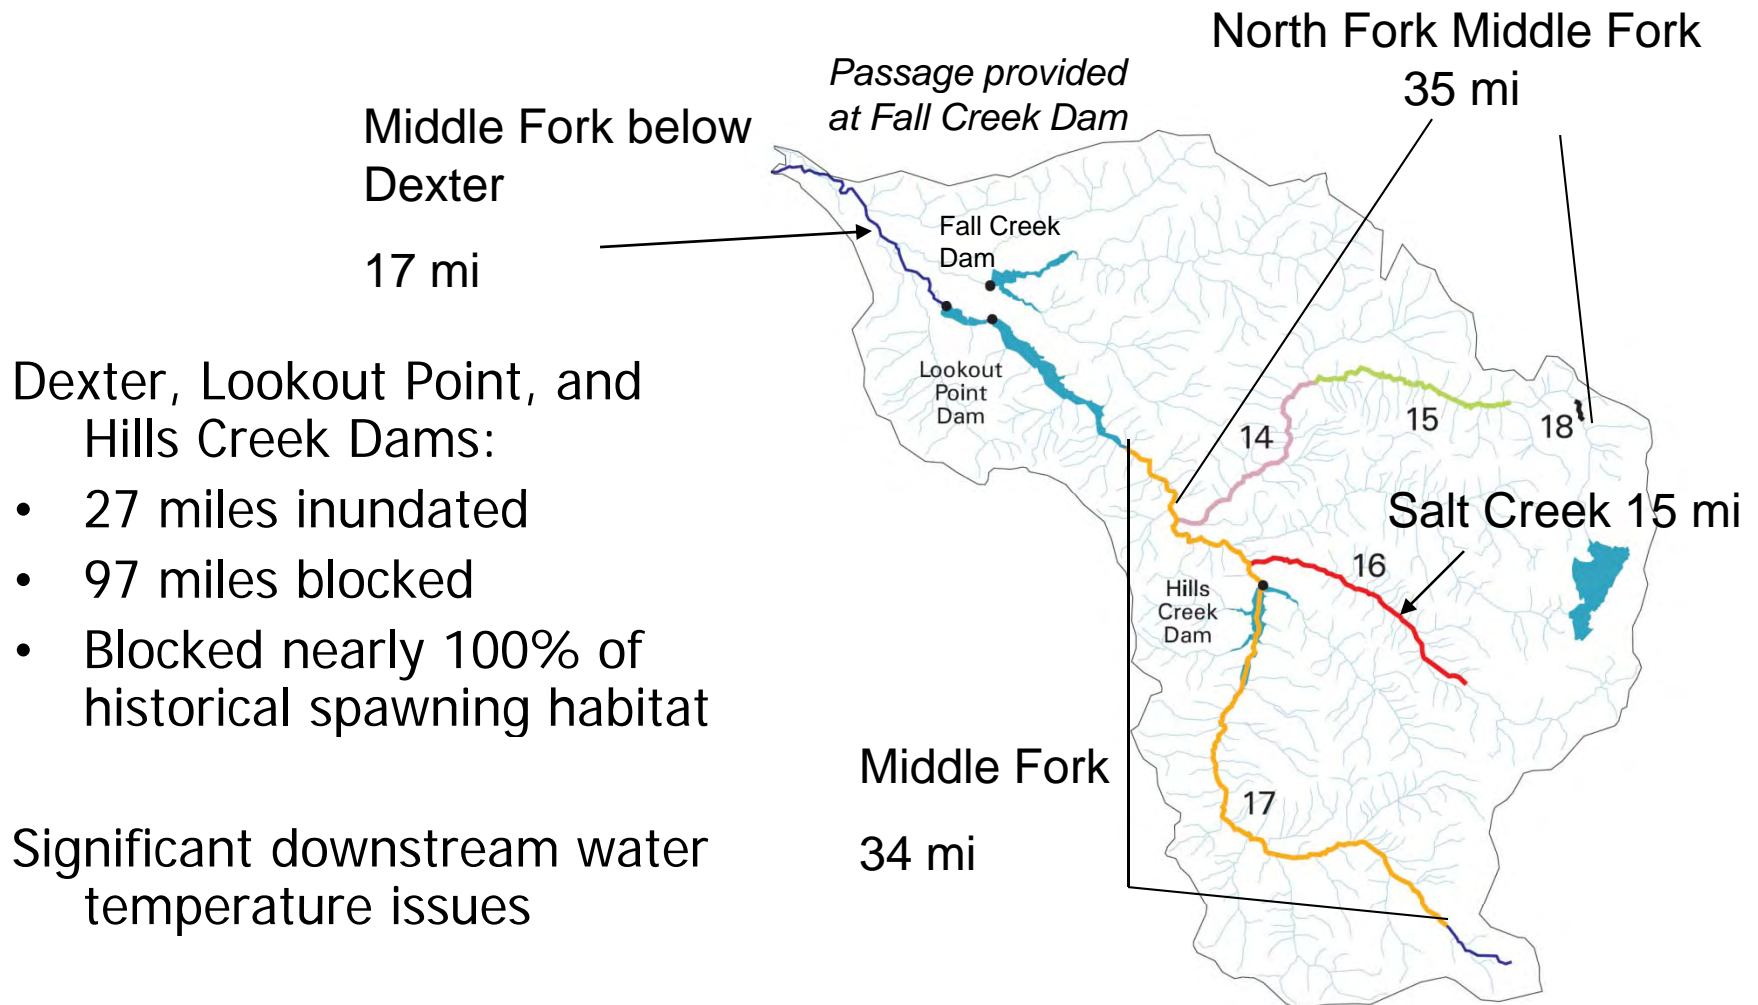 North Fork Middle Fork
35 mi
Passage provided
at Fall Creek Dam
Middle Fork below
Dexter
17 mi
Fall Creek
Dam
Lookout
Point
Dam
Dexter, Lookout Point, and
Hills Creek Dams:
• 27 miles inundated
• 97 miles blocked
• Blocked nearly 100% of
historical spawning habitat
Significant downstream water
temperature issues
14
15
18
Salt Creek 15 mi
16
Hills
Creek
Dam
Middle Fork
34 mi
17